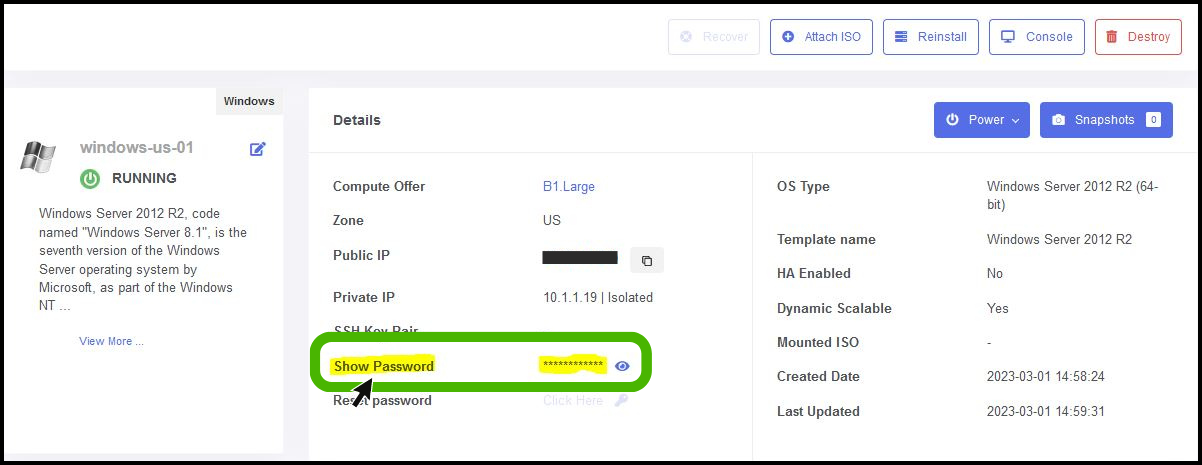 Recover
Attach ISO
Reinstall
Console
Destroy
Windows
windows-us-01
RUNNING
Windows Server 2012 R2, code
named "Windows Server 8.1", is the
seventh version of the Windows
Server operating system by
Microsoft, as part of the Windows
NT ...
View More ...
Details
Power
Snapshots 0
Compute Offer B1.Large
Zone US
Public IP
Private IP 10.1.1.19 | Isolated
SSH Key Pair
Show Password ************
Reset password Click Here
OS Type Windows Server 2012 R2 (64-
bit)
Template name Windows Server 2012 R2
HA Enabled No
Dynamic Scalable Yes
Mounted ISO -
Created Date 2023-03-01 14:58:24
Last Updated 2023-03-01 14:59:31